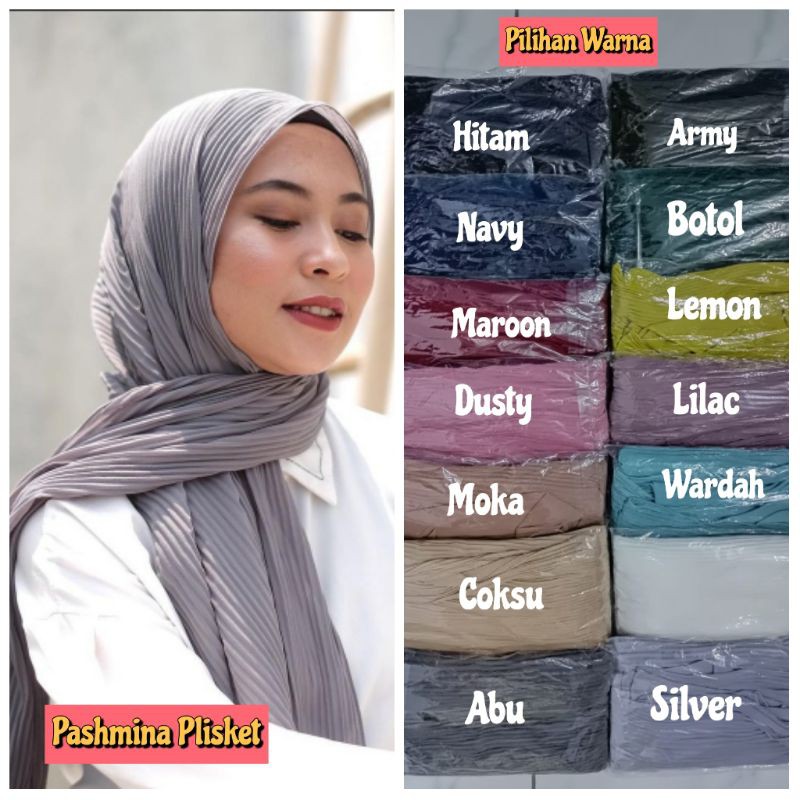 Pashmina Plisket
Pilihan Warna
Hitam
Army
Navy
Botol
Maroon
Lemon
Dusty
Lilac
Moka
Wardah
Coksu
Abu
Silver